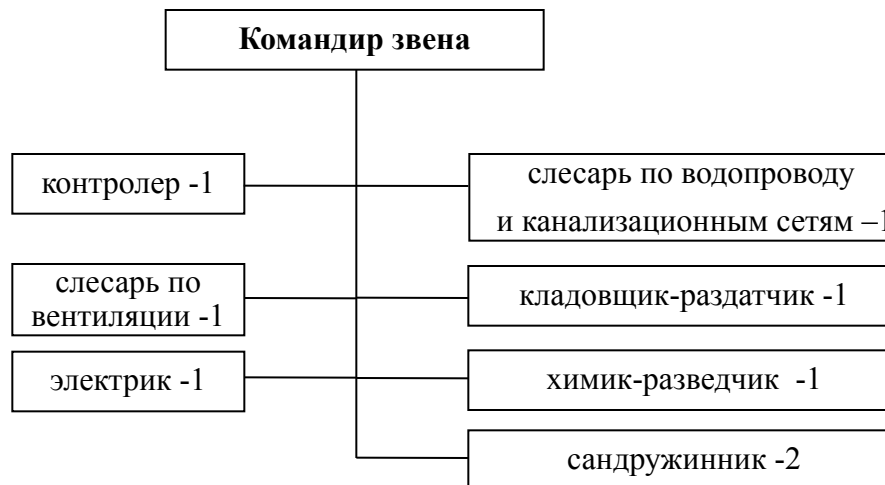 Командир звена
контролер -1
слесарь по водопроводу
и канализационным сетям –1
слесарь по
вентиляции -1
кладовщик-раздатчик -1
электрик -1
химик-разведчик -1
сандружинник -2